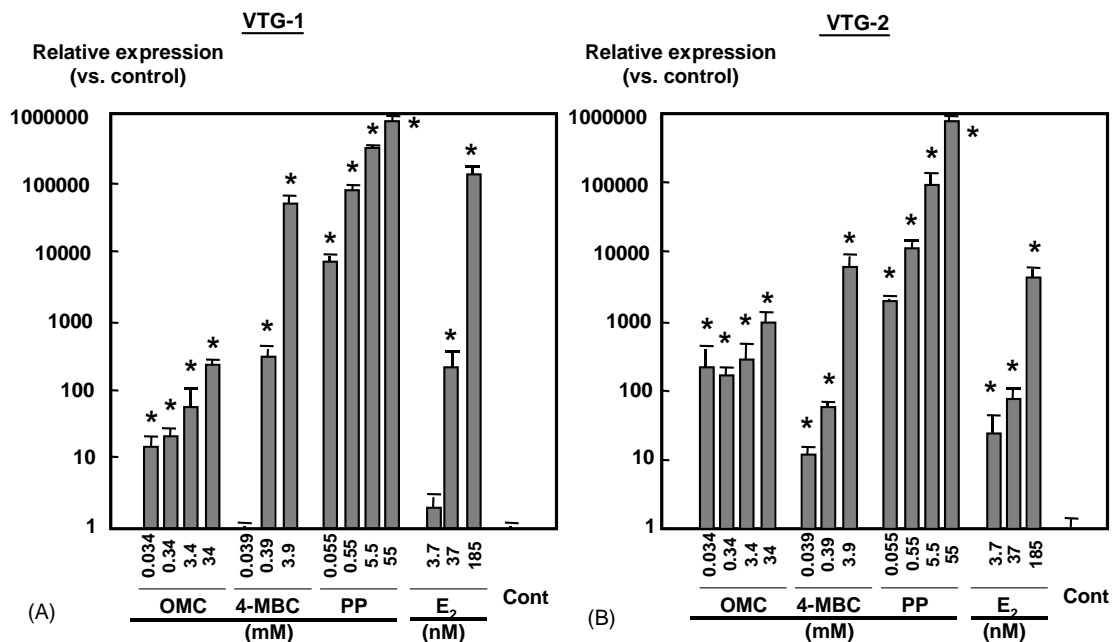 VTG-1
Relative expression
(vs. control)
1000000
100000
10000
1000
100
10
1
* * * * * * * * * * * *
0.034 0.34 3.4 34 0.039 0.39 3.9 0.055 0.55 5.5 55 3.7 37 185
OMC 4-MBC PP E2 Cont
(mM) (nM)
(A)
VTG-2
Relative expression
(vs. control)
1000000
100000
10000
1000
100
10
1
* * * * * * * * * * * * * *
0.034 0.34 3.4 34 0.039 0.39 3.9 0.055 0.55 5.5 55 3.7 37 185
OMC 4-MBC PP E2 Cont
(mM) (nM)
(B)